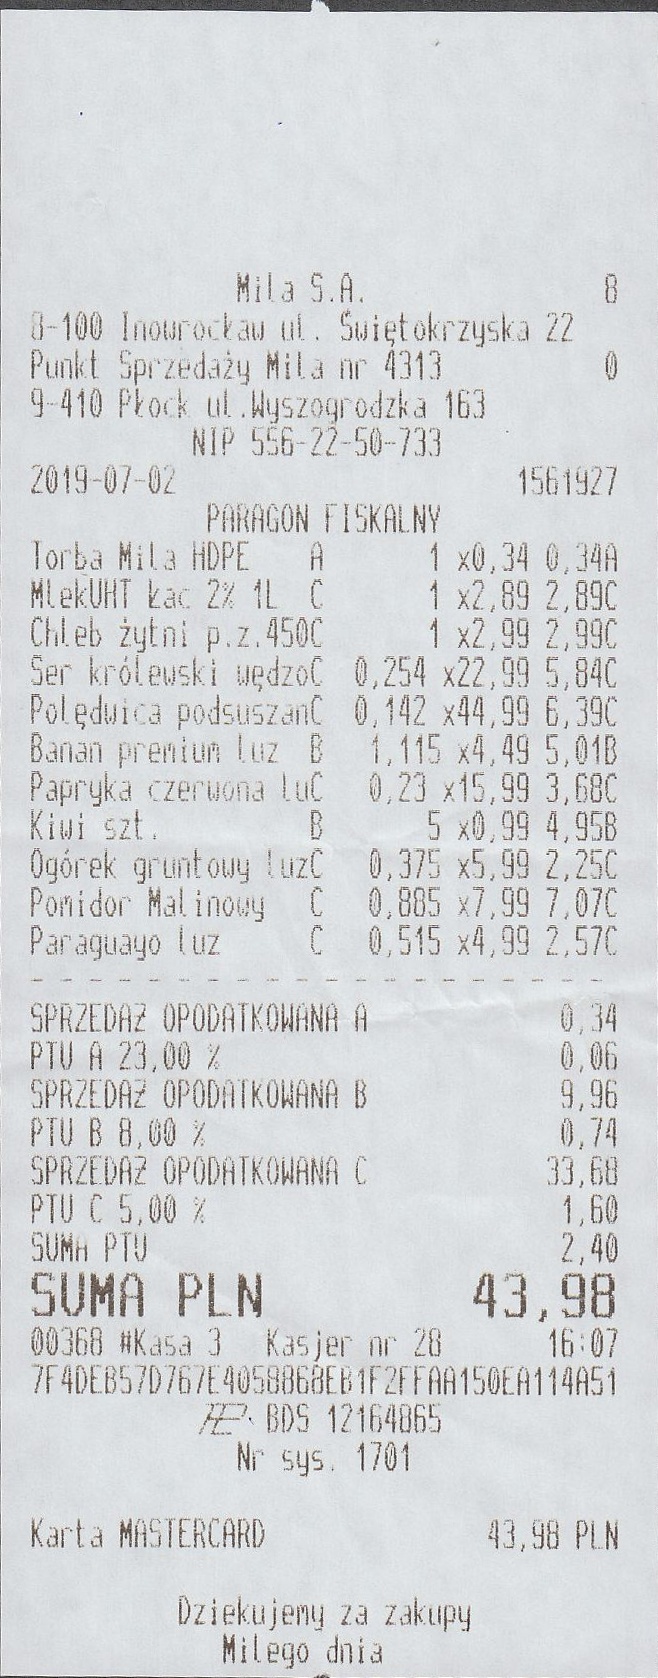 Mila S.A. 8
8-100 Inowrocław ul. Świętokrzyska 22
Punkt Sprzedaży Mila nr 4313 0
9-410 Płock ul.Wyszogrodzka 163
NIP 556-22-50-733
2019-07-02 1561927
PARAGON FISKALNY
Torba Mila HDPE A 1 x0,34 0,34A
MlekUHT Łac 2% 1L C 1 x2,89 2,89C
Chleb żytni p.z.450C 1 x2,99 2,99C
Ser królewski wędzoC 0,254 x22,99 5,84C
Polędwica podsuszanC 0,142 x44,99 6,39C
Banan premium luz B 1,115 x4,49 5,01B
Papryka czerwona luC 0,23 x15,99 3,68C
Kiwi szt. B 5 x0,99 4,95B
Ogórek gruntowy luzC 0,375 x5,99 2,25C
Pomidor Malinowy C 0,885 x7,99 7,07C
Paraguayo luz C 0,515 x4,99 2,57C
- - - - - - - - - - - - - - - - - - - -
SPRZEDAŻ OPODATKOWANA A 0,34
PTU A 23,00 % 0,06
SPRZEDAŻ OPODATKOWANA B 9,96
PTU B 8,00 % 0,74
SPRZEDAŻ OPODATKOWANA C 33,68
PTU C 5,00 % 1,60
SUMA PTU 2,40
SUMA PLN 43,98
00368 #Kasa 3 Kasjer nr 28 16:07
7F4DEB57D767E4058868EB1F2FFAA150EA114A51
BDS 12164865
Nr sys. 1701
Karta MASTERCARD 43,98 PLN
Dziekujemy za zakupy
Milego dnia